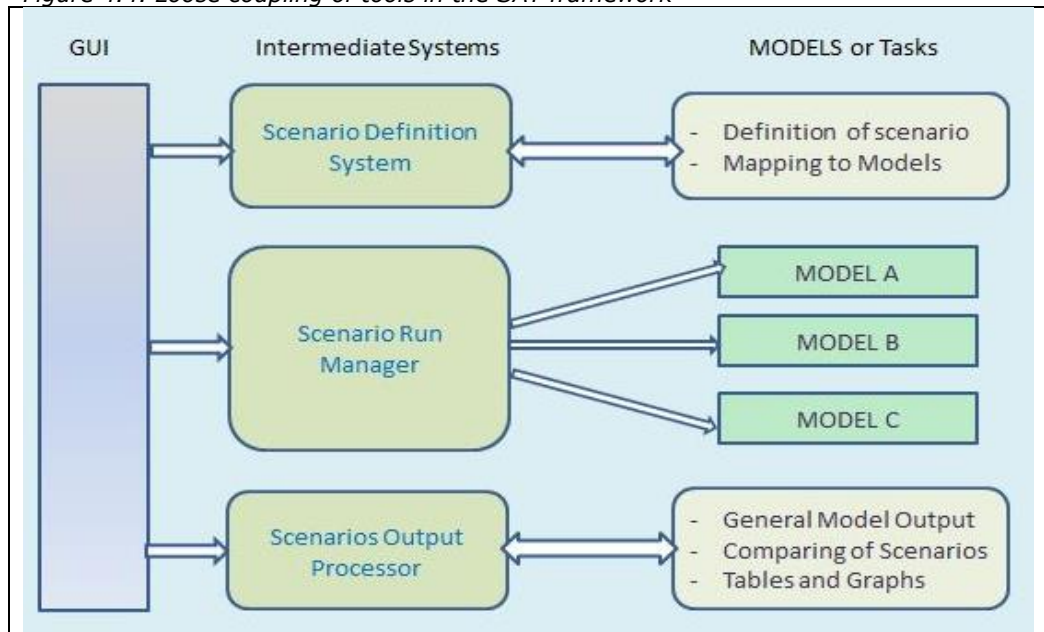 GUI
Intermediate Systems
MODELS or Tasks
Scenario Definition
System
- Definition of scenario
- Mapping to Models
Scenario Run
Manager
MODEL A
MODEL B
MODEL C
Scenarios Output
Processor
- General Model Output
- Comparing of Scenarios
- Tables and Graphs